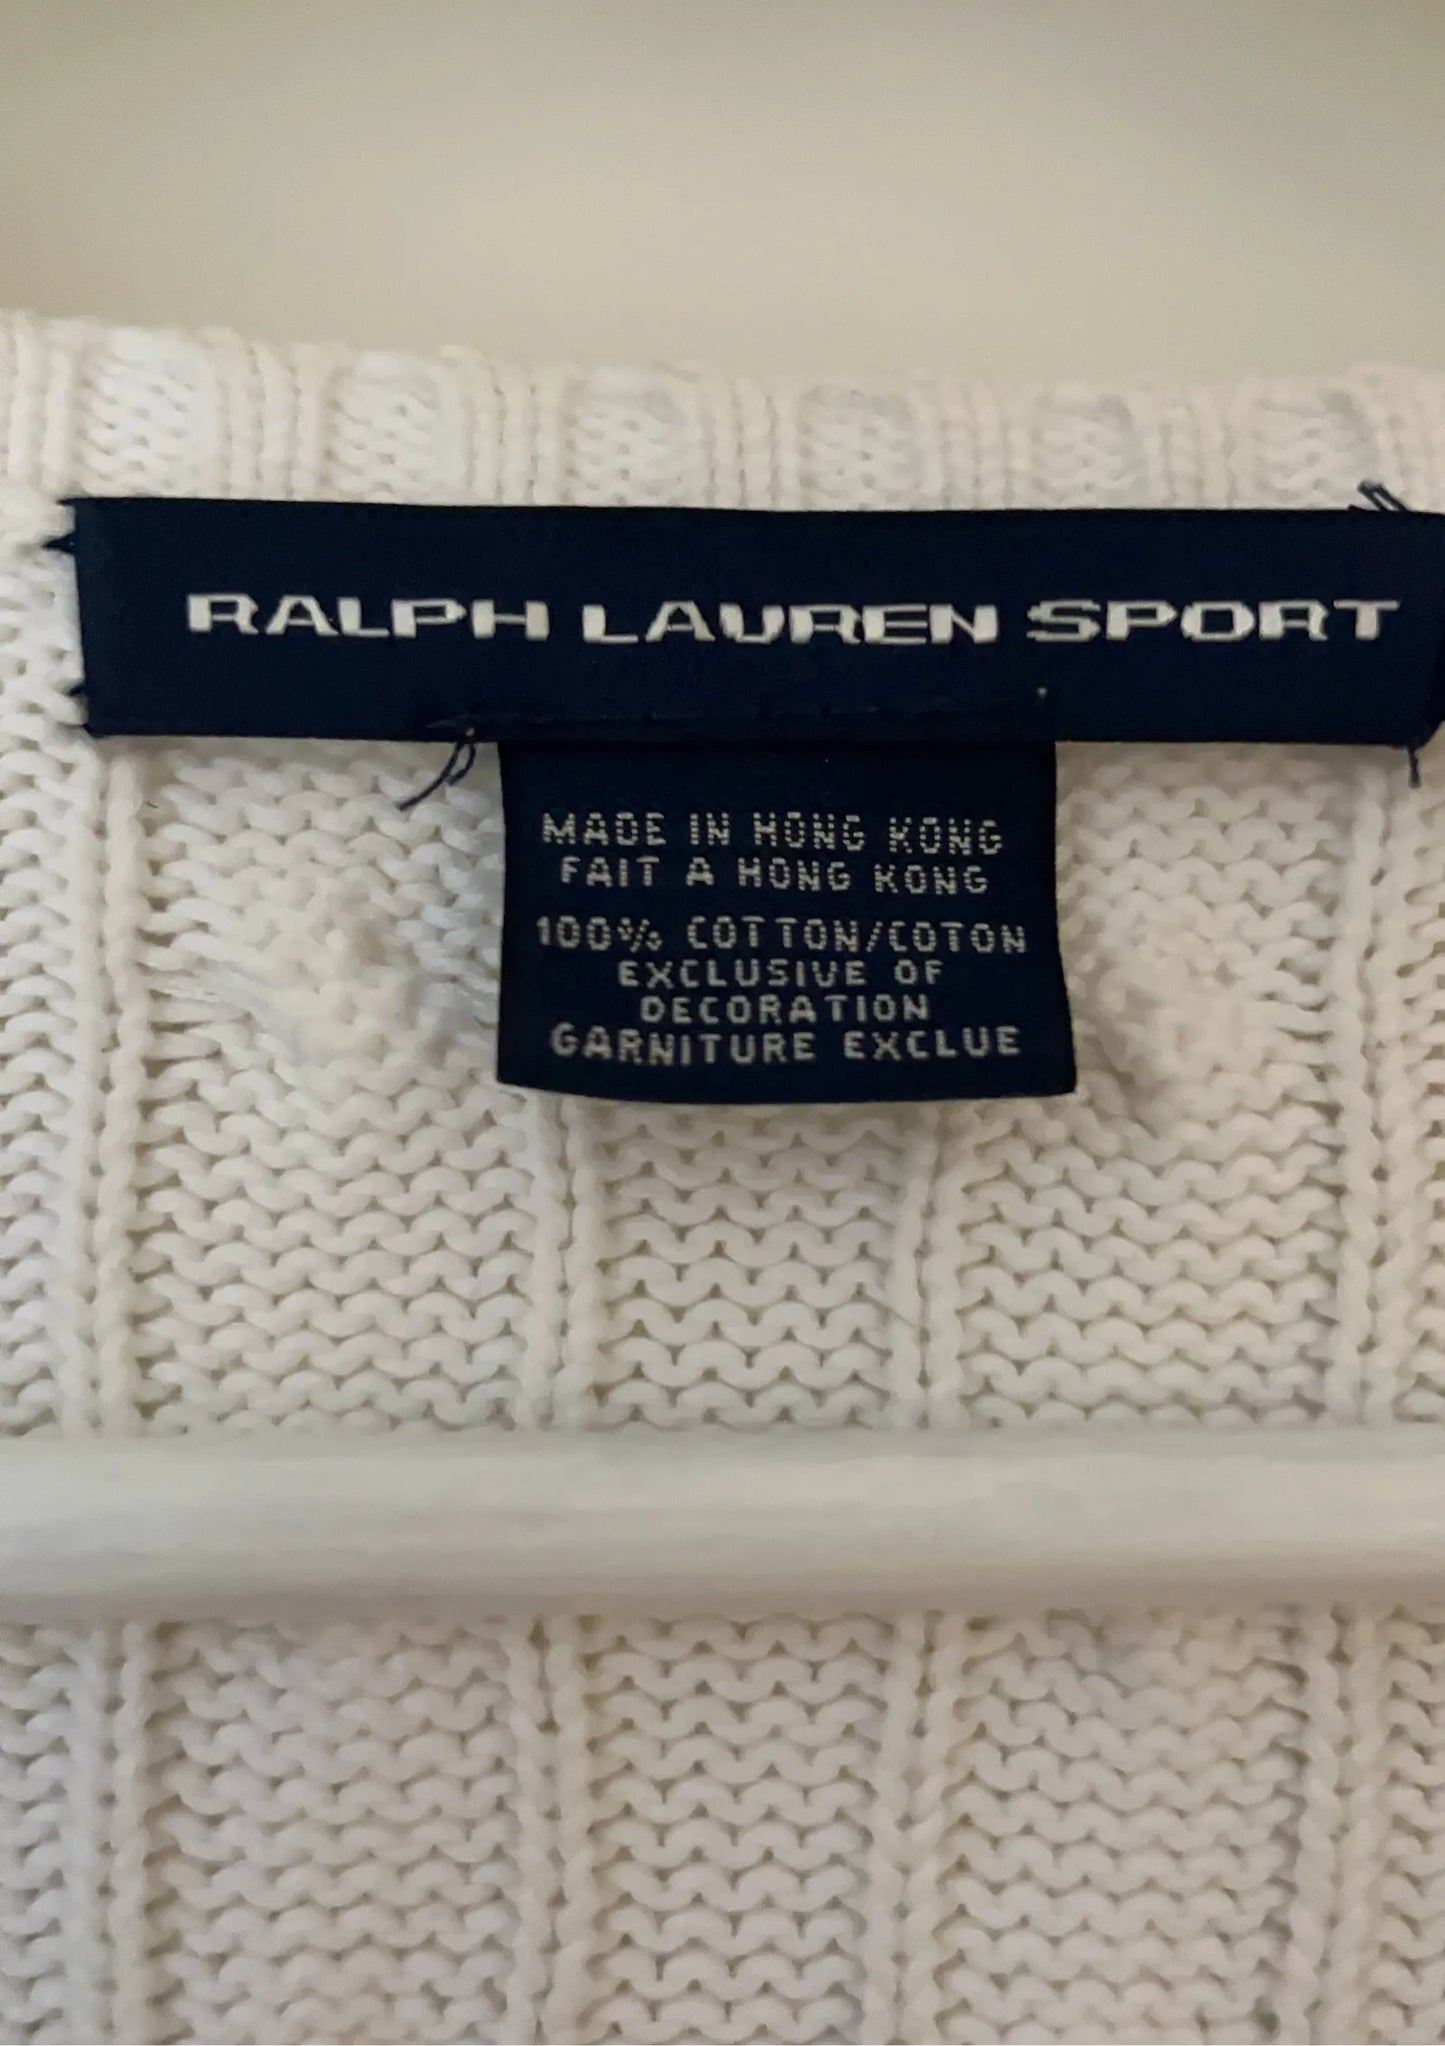 RALPH LAUREN SPORT
MADE IN HONG KONG
FAIT A HONG KONG
100% COTTON/COTON
EXCLUSIVE OF
DECORATION
GARNITURE EXCLUE